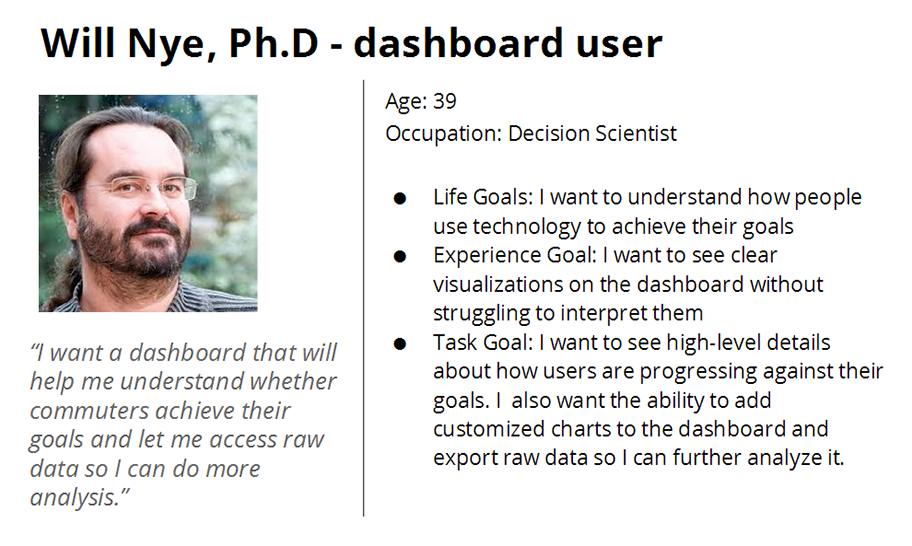 Will Nye, Ph.D - dashboard user
“I want a dashboard that will
help me understand whether
commuters achieve their
goals and let me access raw
data so I can do more
analysis.”
Age: 39
Occupation: Decision Scientist
● Life Goals: I want to understand how people
use technology to achieve their goals
● Experience Goal: I want to see clear
visualizations on the dashboard without
struggling to interpret them
● Task Goal: I want to see high-level details
about how users are progressing against their
goals. I  also want the ability to add
customized charts to the dashboard and
export raw data so I can further analyze it.